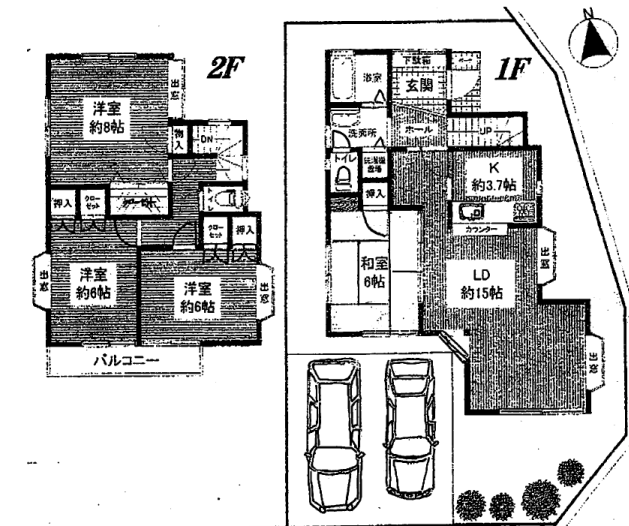 2F
出窓
洋室
約8帖
物入
DN
押入
クローゼット
クローゼット
押入
出窓
洋室
約6帖
洋室
約6帖
出窓
バルコニー
N
1F
浴室
下駄箱
玄関
洗面所
ホール
UP
トイレ
洗濯機置場
押入
K
約3.7帖
カウンター
和室
6帖
LD
約15帖
出窓
出窓